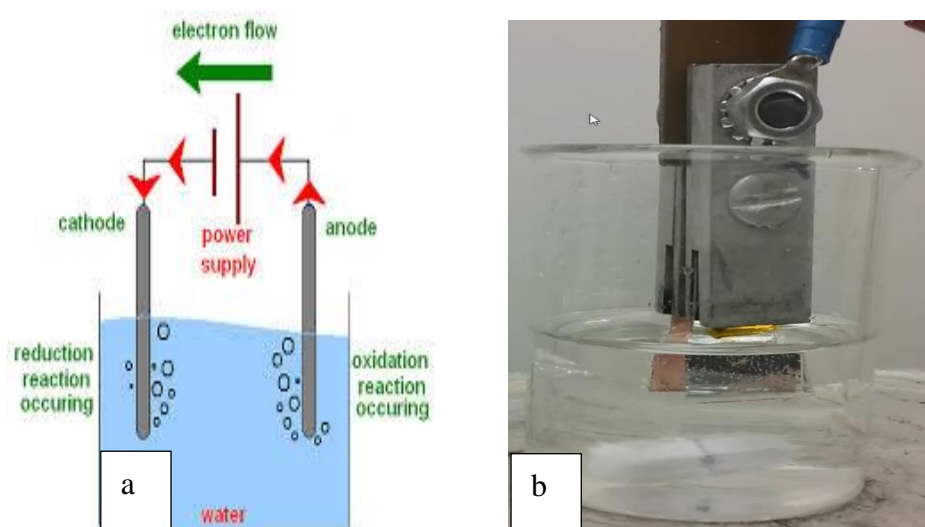 electron flow
cathode
power
supply
anode
reduction
reaction
occuring
oxidation
reaction
occuring
water
a
b